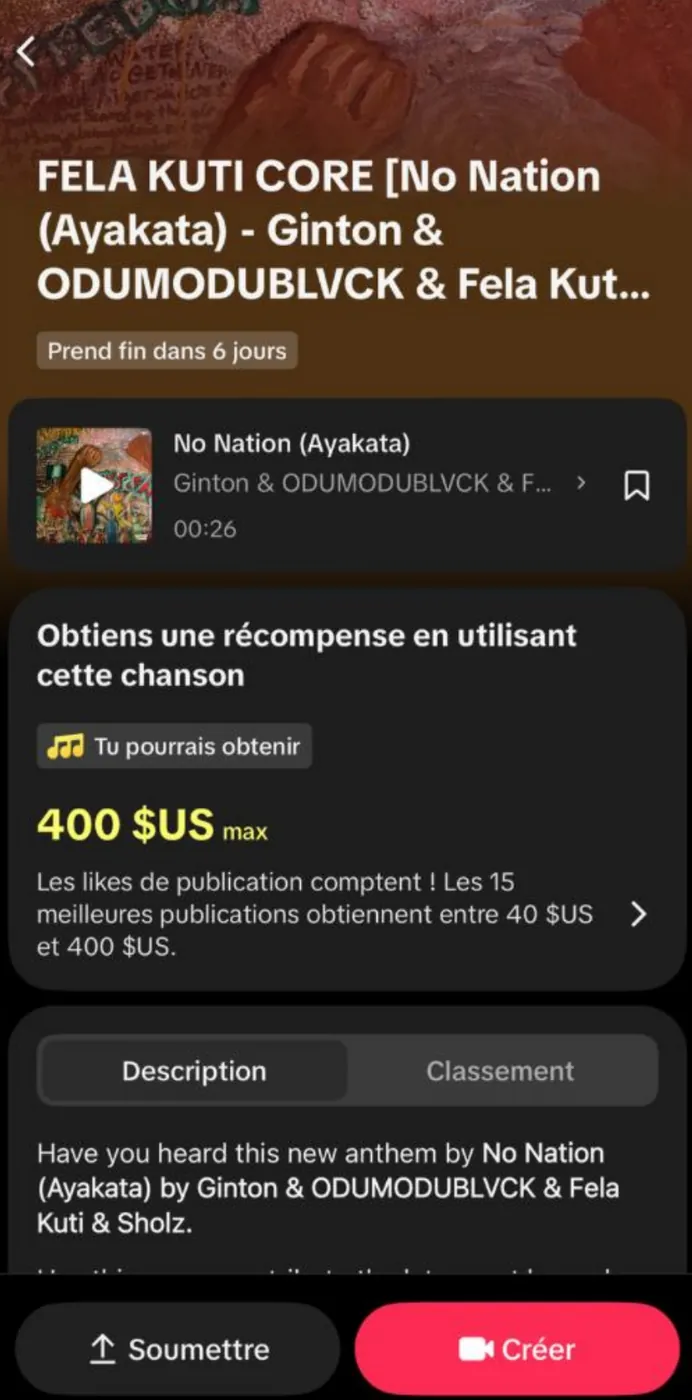 FELA KUTI CORE [No Nation
(Ayakata) - Ginton &
ODUMODUBLVCK & Fela Kut...
Prend fin dans 6 jours
No Nation (Ayakata)
Ginton & ODUMODUBLVCK & F...
00:26
Obtiens une récompense en utilisant
cette chanson
Tu pourrais obtenir
400 $US max
Les likes de publication comptent ! Les 15
meilleures publications obtiennent entre 40 $US
et 400 $US.
Description
Classement
Have you heard this new anthem by No Nation
(Ayakata) by Ginton & ODUMODUBLVCK & Fela
Kuti & Sholz.
Soumettre
Créer